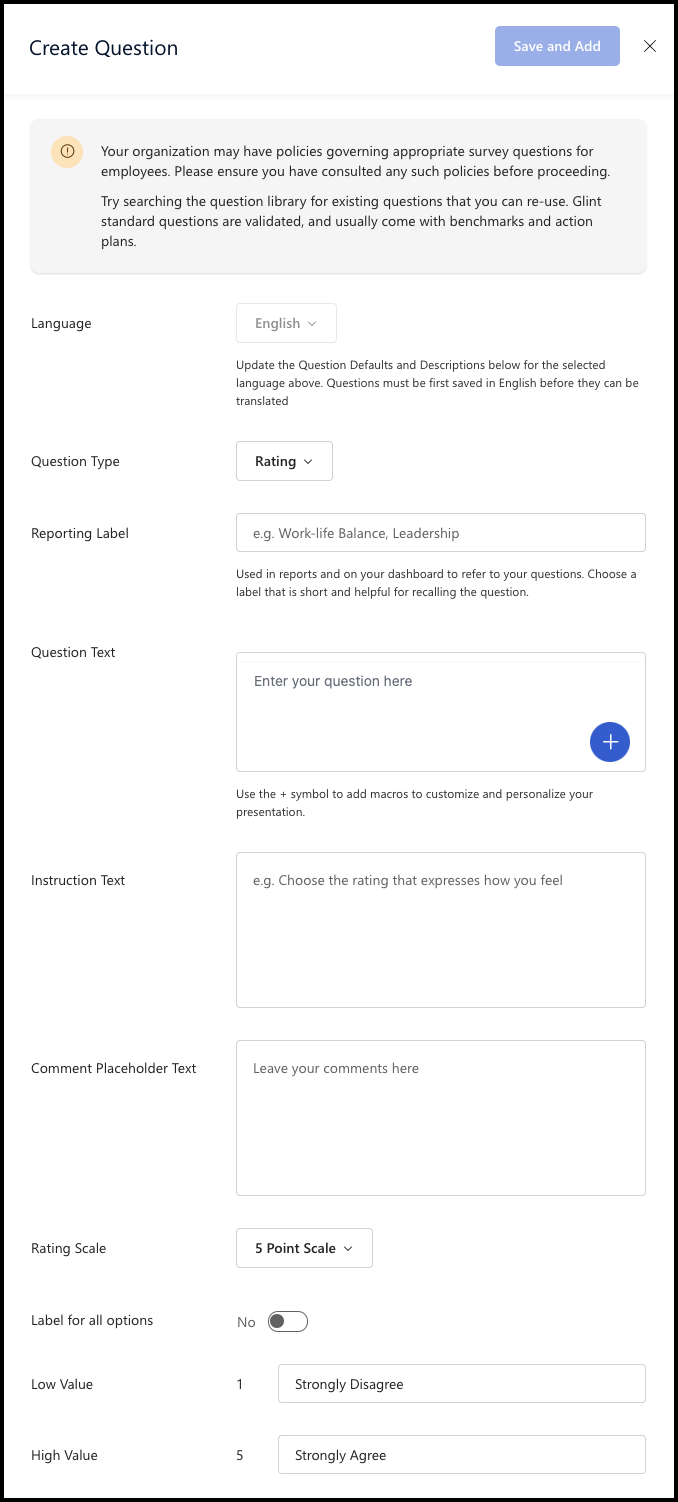 Create Question
Save and Add
Your organization may have policies governing appropriate survey questions for
employees. Please ensure you have consulted any such policies before proceeding.
Try searching the question library for existing questions that you can re-use. Glint
standard questions are validated, and usually come with benchmarks and action
plans.
Language
English
Update the Question Defaults and Descriptions below for the selected
language above. Questions must be first saved in English before they can be
translated
Question Type
Rating
Reporting Label
e.g. Work-life Balance, Leadership
Used in reports and on your dashboard to refer to your questions. Choose a
label that is short and helpful for recalling the question.
Question Text
Enter your question here
Use the + symbol to add macros to customize and personalize your
presentation.
Instruction Text
e.g. Choose the rating that expresses how you feel
Comment Placeholder Text
Leave your comments here
Rating Scale
5 Point Scale
Label for all options
No
Low Value
1
Strongly Disagree
High Value
5
Strongly Agree